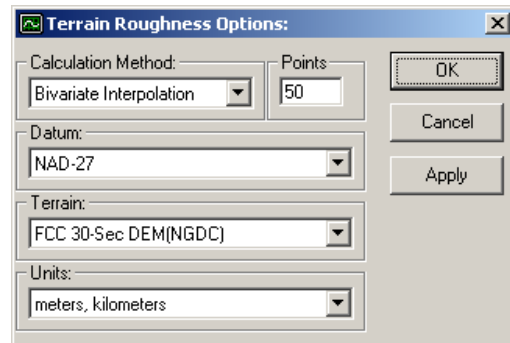 Terrain Roughness Options:
Calculation Method:
Points
Bivariate Interpolation
50
OK
Datum:
Cancel
NAD-27
Apply
Terrain:
FCC 30-Sec DEM(NGDC)
Units:
meters, kilometers